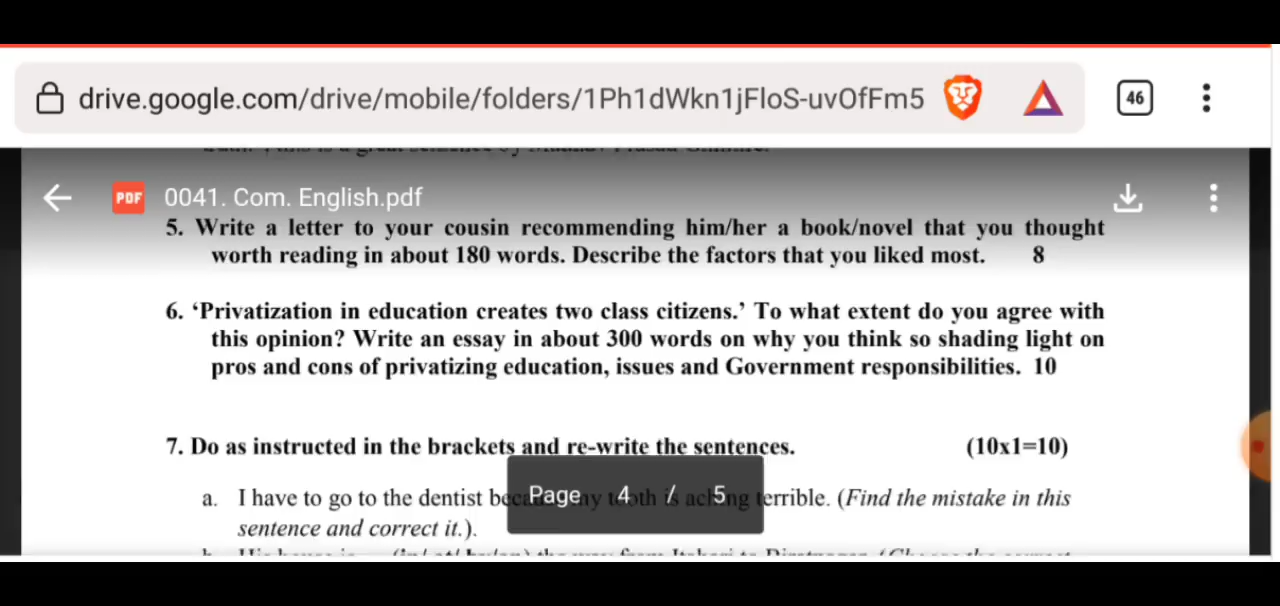 drive.google.com/drive/mobile/folders/1Ph1dWkn1jFloS-uvOfFm5
46
PDF 0041. Com. English.pdf
5. Write a letter to your cousin recommending him/her a book/novel that you thought
worth reading in about 180 words. Describe the factors that you liked most. 8
6. ‘Privatization in education creates two class citizens.’ To what extent do you agree with
this opinion? Write an essay in about 300 words on why you think so shading light on
pros and cons of privatizing education, issues and Government responsibilities. 10
7. Do as instructed in the brackets and re-write the sentences. (10x1=10)
a. I have to go to the dentist because my tooth is aching terrible. (Find the mistake in this
Page 4 / 5
sentence and correct it.).